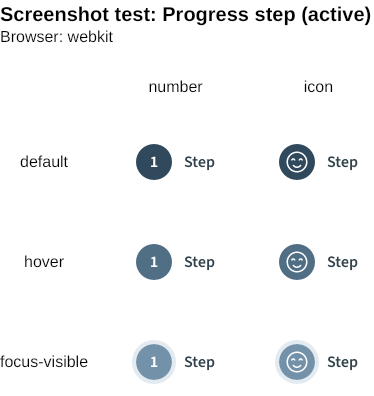 Screenshot test: Progress step (active)
Browser: webkit
number icon
default 1 Step Step
hover 1 Step Step
focus-visible 1 Step Step